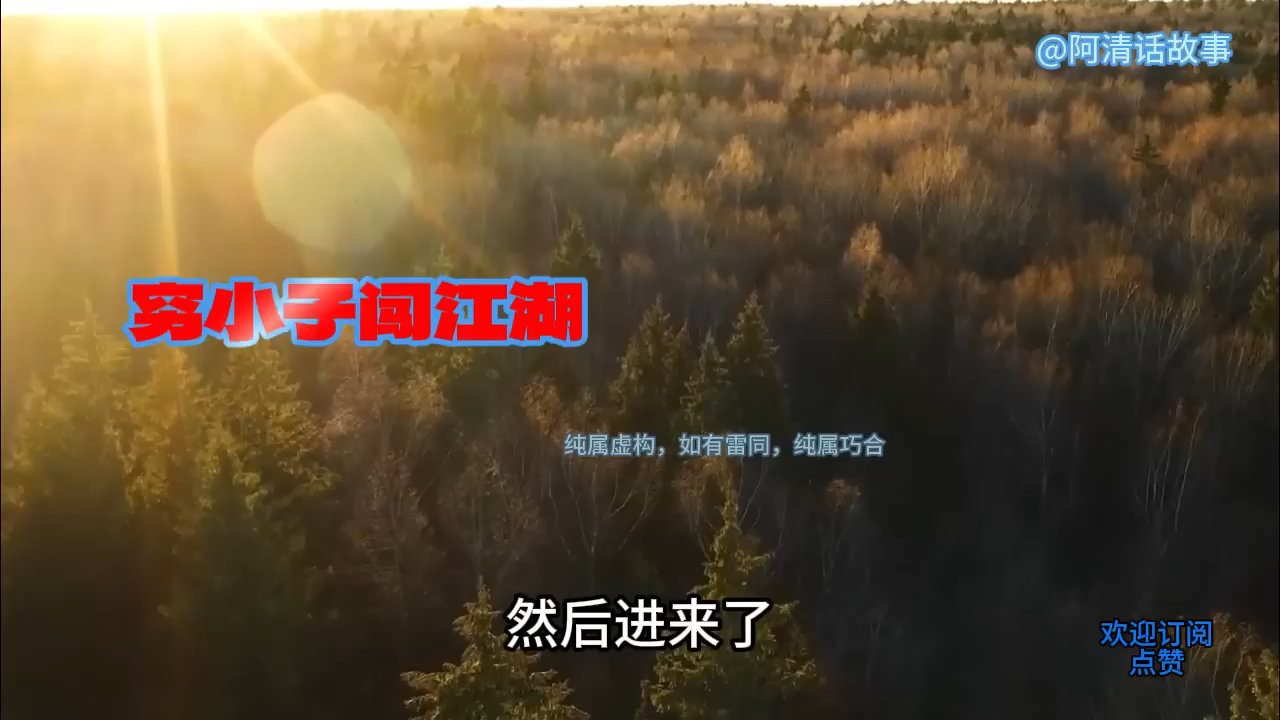 @阿清话故事
穷小子闯江湖
纯属虚构，如有雷同，纯属巧合
然后进来了
欢迎订阅
点赞